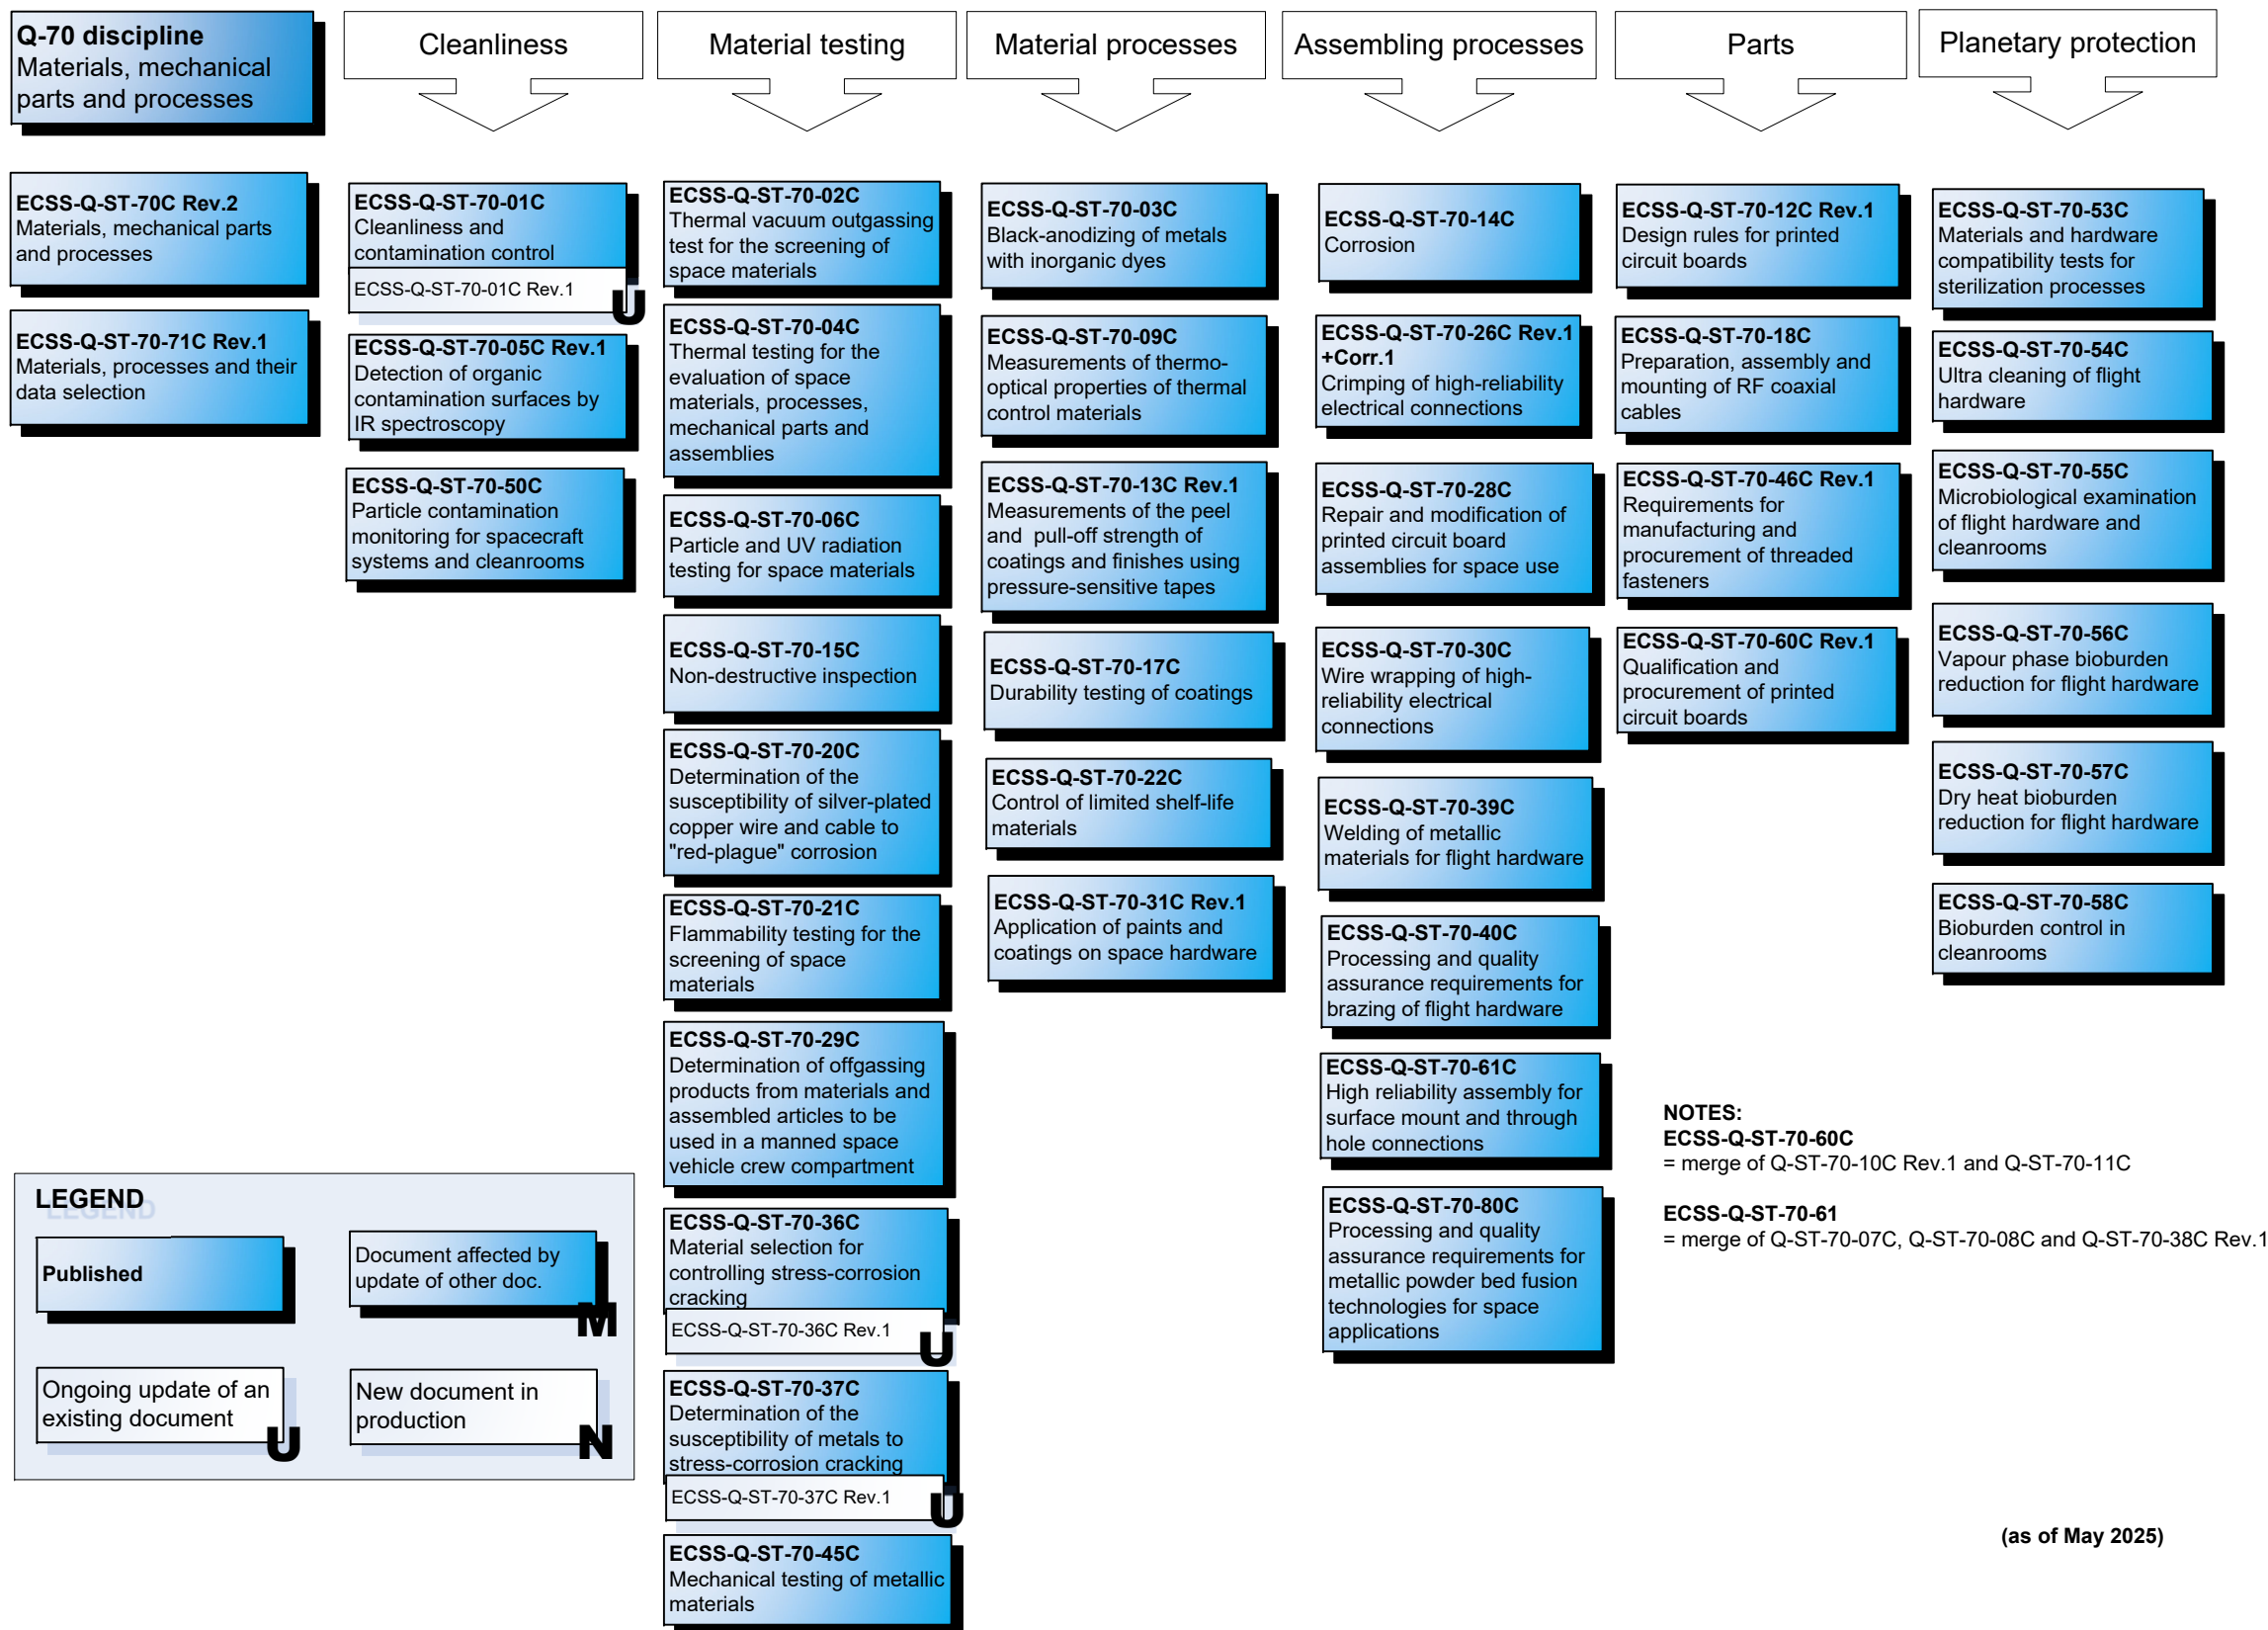 Q-70 discipline
Materials, mechanical
parts and processes
Cleanliness
Material testing
Material processes
Assembling processes
Parts
Planetary protection
ECSS-Q-ST-70C Rev.2
Materials, mechanical parts
and processes
ECSS-Q-ST-70-71C Rev.1
Materials, processes and their
data selection
ECSS-Q-ST-70-01C
Cleanliness and
contamination control
ECSS-Q-ST-70-01C Rev.1
U
ECSS-Q-ST-70-05C Rev.1
Detection of organic
contamination surfaces by
IR spectroscopy
ECSS-Q-ST-70-50C
Particle contamination
monitoring for spacecraft
systems and cleanrooms
ECSS-Q-ST-70-02C
Thermal vacuum outgassing
test for the screening of
space materials
ECSS-Q-ST-70-04C
Thermal testing for the
evaluation of space
materials, processes,
mechanical parts and
assemblies
ECSS-Q-ST-70-06C
Particle and UV radiation
testing for space materials
ECSS-Q-ST-70-15C
Non-destructive inspection
ECSS-Q-ST-70-20C
Determination of the
susceptibility of silver-plated
copper wire and cable to
"red-plague" corrosion
ECSS-Q-ST-70-21C
Flammability testing for the
screening of space
materials
ECSS-Q-ST-70-29C
Determination of offgassing
products from materials and
assembled articles to be
used in a manned space
vehicle crew compartment
ECSS-Q-ST-70-36C
Material selection for
controlling stress-corrosion
cracking
ECSS-Q-ST-70-36C Rev.1
U
ECSS-Q-ST-70-37C
Determination of the
susceptibility of metals to
stress-corrosion cracking
ECSS-Q-ST-70-37C Rev.1
U
ECSS-Q-ST-70-45C
Mechanical testing of metallic
materials
ECSS-Q-ST-70-03C
Black-anodizing of metals
with inorganic dyes
ECSS-Q-ST-70-09C
Measurements of thermo-
optical properties of thermal
control materials
ECSS-Q-ST-70-13C Rev.1
Measurements of the peel
and pull-off strength of
coatings and finishes using
pressure-sensitive tapes
ECSS-Q-ST-70-17C
Durability testing of coatings
ECSS-Q-ST-70-22C
Control of limited shelf-life
materials
ECSS-Q-ST-70-31C Rev.1
Application of paints and
coatings on space hardware
ECSS-Q-ST-70-14C
Corrosion
ECSS-Q-ST-70-26C Rev.1
+Corr.1
Crimping of high-reliability
electrical connections
ECSS-Q-ST-70-28C
Repair and modification of
printed circuit board
assemblies for space use
ECSS-Q-ST-70-30C
Wire wrapping of high-
reliability electrical
connections
ECSS-Q-ST-70-39C
Welding of metallic
materials for flight hardware
ECSS-Q-ST-70-40C
Processing and quality
assurance requirements for
brazing of flight hardware
ECSS-Q-ST-70-61C
High reliability assembly for
surface mount and through
hole connections
ECSS-Q-ST-70-80C
Processing and quality
assurance requirements for
metallic powder bed fusion
technologies for space
applications
ECSS-Q-ST-70-12C Rev.1
Design rules for printed
circuit boards
ECSS-Q-ST-70-18C
Preparation, assembly and
mounting of RF coaxial
cables
ECSS-Q-ST-70-46C Rev.1
Requirements for
manufacturing and
procurement of threaded
fasteners
ECSS-Q-ST-70-60C Rev.1
Qualification and
procurement of printed
circuit boards
ECSS-Q-ST-70-53C
Materials and hardware
compatibility tests for
sterilization processes
ECSS-Q-ST-70-54C
Ultra cleaning of flight
hardware
ECSS-Q-ST-70-55C
Microbiological examination
of flight hardware and
cleanrooms
ECSS-Q-ST-70-56C
Vapour phase bioburden
reduction for flight hardware
ECSS-Q-ST-70-57C
Dry heat bioburden
reduction for flight hardware
ECSS-Q-ST-70-58C
Bioburden control in
cleanrooms
NOTES:
ECSS-Q-ST-70-60C
= merge of Q-ST-70-10C Rev.1 and Q-ST-70-11C
ECSS-Q-ST-70-61
= merge of Q-ST-70-07C, Q-ST-70-08C and Q-ST-70-38C Rev.1
LEGEND
Published
Document affected by
update of other doc.
M
Ongoing update of an
existing document
U
New document in
production
N
(as of May 2025)